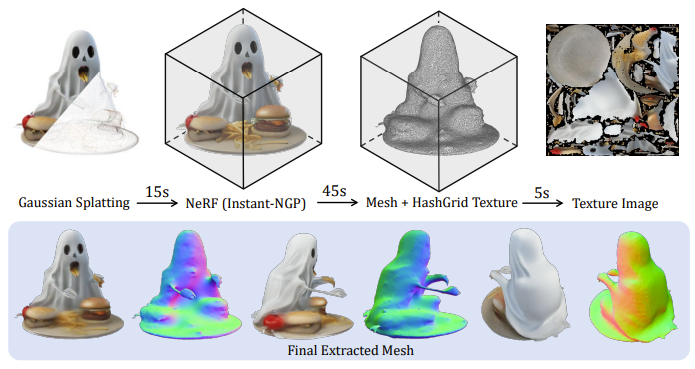 15s 45s 5s
Gaussian Splatting NeRF (Instant-NGP) Mesh + HashGrid Texture Texture Image
Final Extracted Mesh